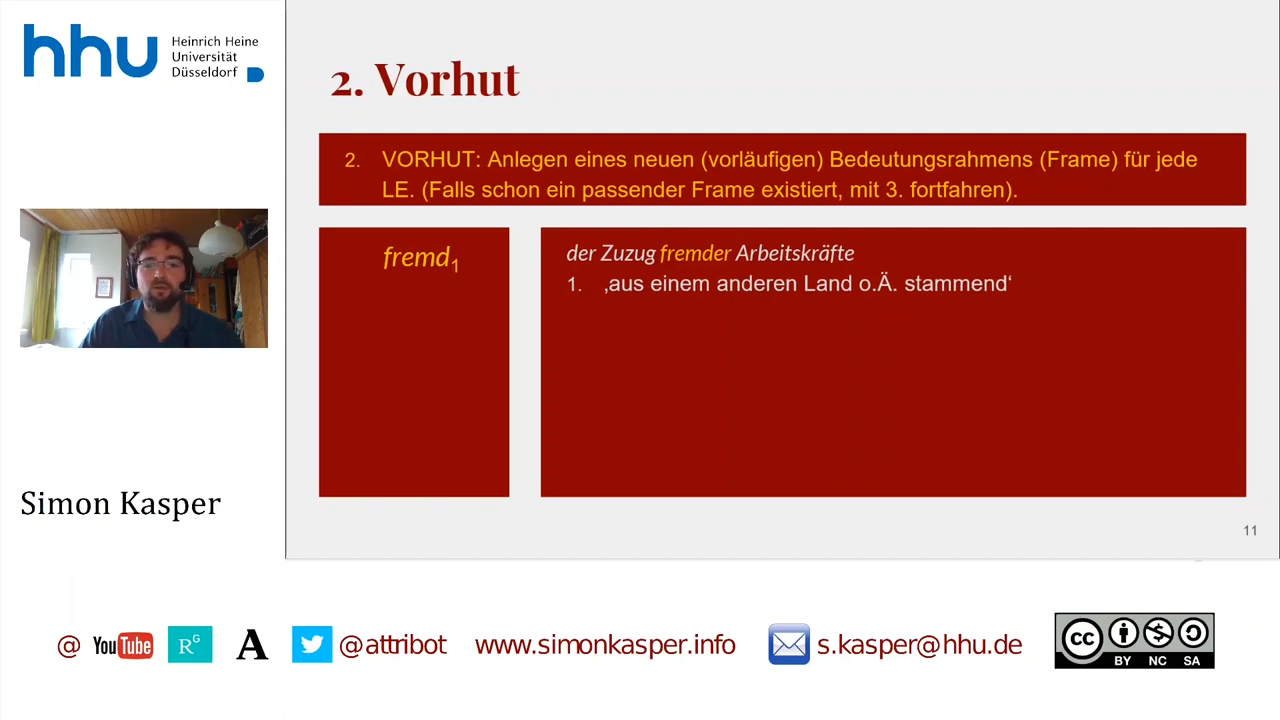 hhu
Heinrich Heine
Universität
Düsseldorf
2. Vorhut
2. VORHUT: Anlegen eines neuen (vorläufigen) Bedeutungsrahmens (Frame) für jede
LE. (Falls schon ein passender Frame existiert, mit 3. fortfahren).
fremd1
der Zuzug fremder Arbeitskräfte
1. ‚aus einem anderen Land o.Ä. stammend‘
Simon Kasper
11
@ YouTube RG A @attribot www.simonkasper.info s.kasper@hhu.de
cc BY NC SA